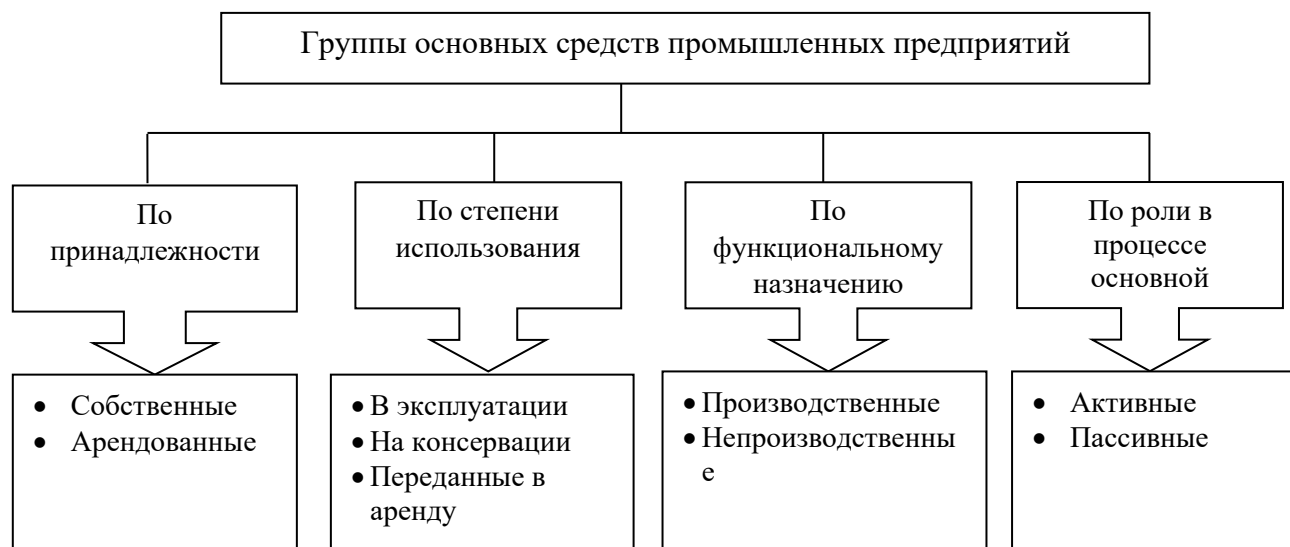 Группы основных средств промышленных предприятий
По
принадлежности
По степени
использования
По
функциональному
назначению
По роли в
процессе
основной
• Собственные
• Арендованные
• В эксплуатации
• На консервации
• Переданные в
аренду
• Производственные
• Непроизводственны
е
• Активные
• Пассивные